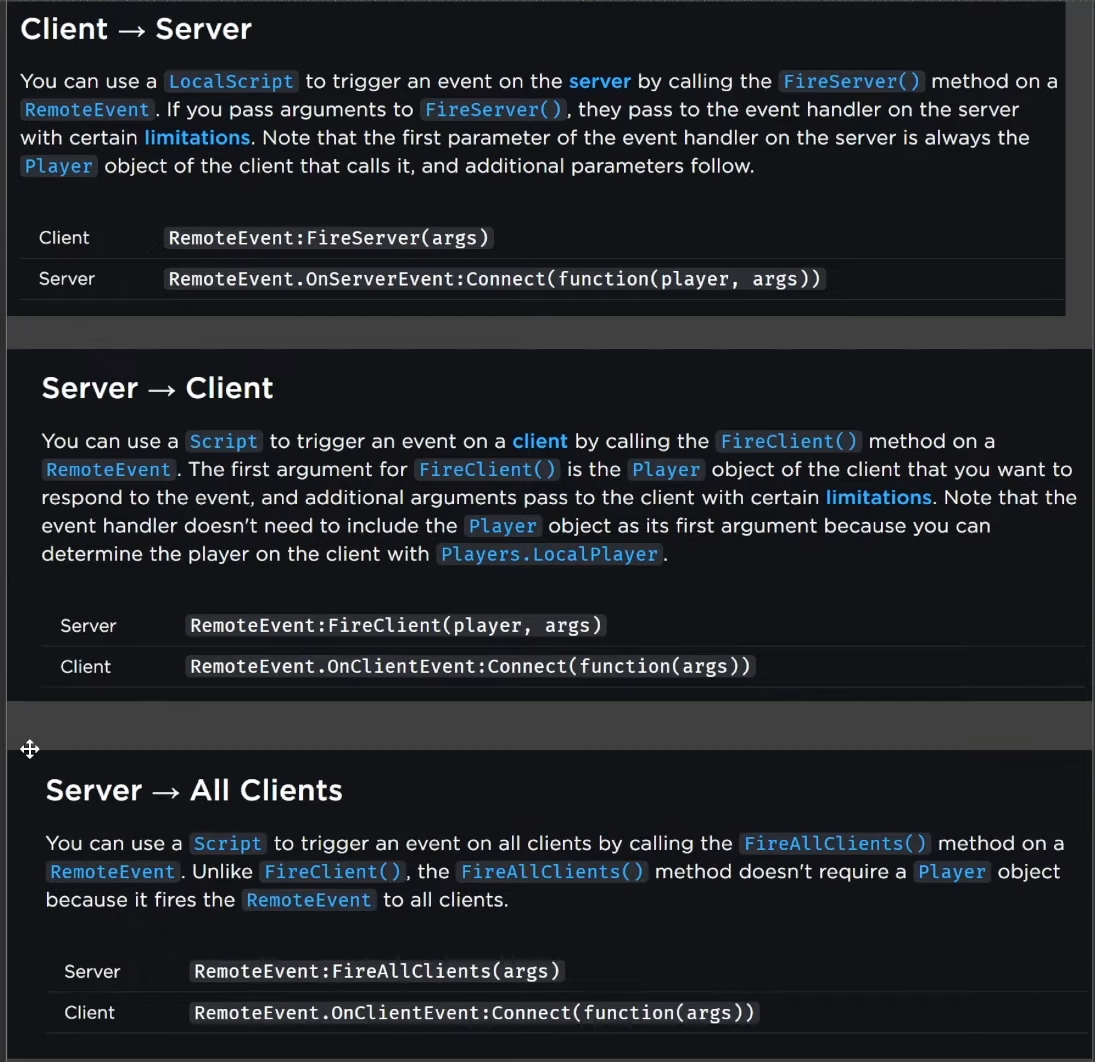 Client → Server
You can use a LocalScript to trigger an event on the server by calling the FireServer() method on a
RemoteEvent. If you pass arguments to FireServer(), they pass to the event handler on the server
with certain limitations. Note that the first parameter of the event handler on the server is always the
Player object of the client that calls it, and additional parameters follow.
Client RemoteEvent:FireServer(args)
Server RemoteEvent.OnServerEvent:Connect(function(player, args))
Server → Client
You can use a Script to trigger an event on a client by calling the FireClient() method on a
RemoteEvent. The first argument for FireClient() is the Player object of the client that you want to
respond to the event, and additional arguments pass to the client with certain limitations. Note that the
event handler doesn't need to include the Player object as its first argument because you can
determine the player on the client with Players.LocalPlayer.
Server RemoteEvent:FireClient(player, args)
Client RemoteEvent.OnClientEvent:Connect(function(args))
Server → All Clients
You can use a Script to trigger an event on all clients by calling the FireAllClients() method on a
RemoteEvent. Unlike FireClient(), the FireAllClients() method doesn't require a Player object
because it fires the RemoteEvent to all clients.
Server RemoteEvent:FireAllClients(args)
Client RemoteEvent.OnClientEvent:Connect(function(args))